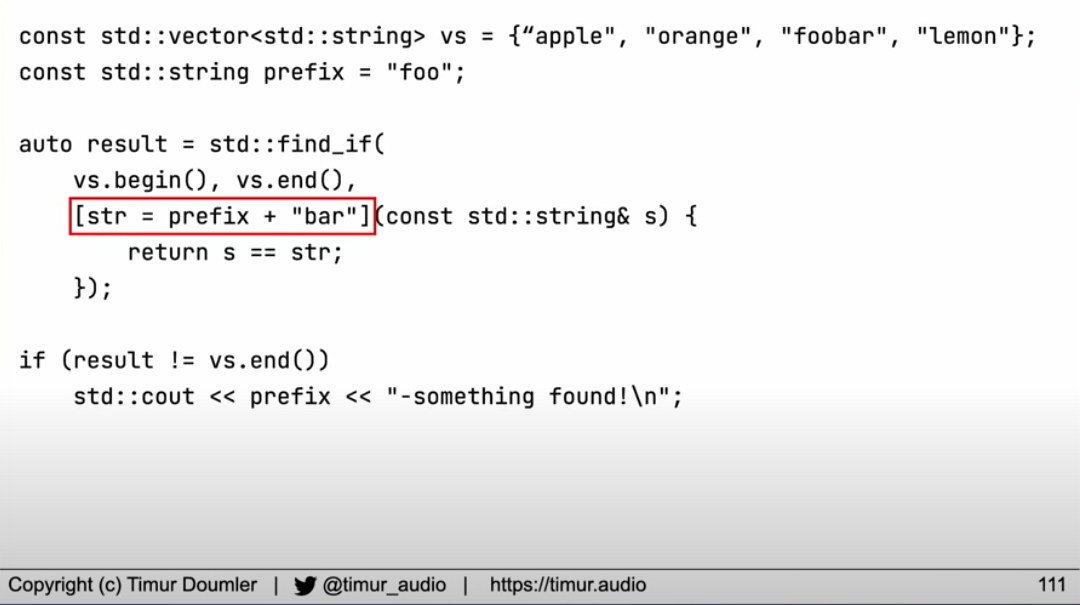 const std::vector<std::string> vs = {“apple", "orange", "foobar", "lemon"};
const std::string prefix = "foo";
auto result = std::find_if(
    vs.begin(), vs.end(),
    [str = prefix + "bar"](const std::string& s) {
        return s == str;
    });
if (result != vs.end())
    std::cout << prefix << "-something found!\n";
Copyright (c) Timur Doumler | @timur_audio | https://timur.audio 111